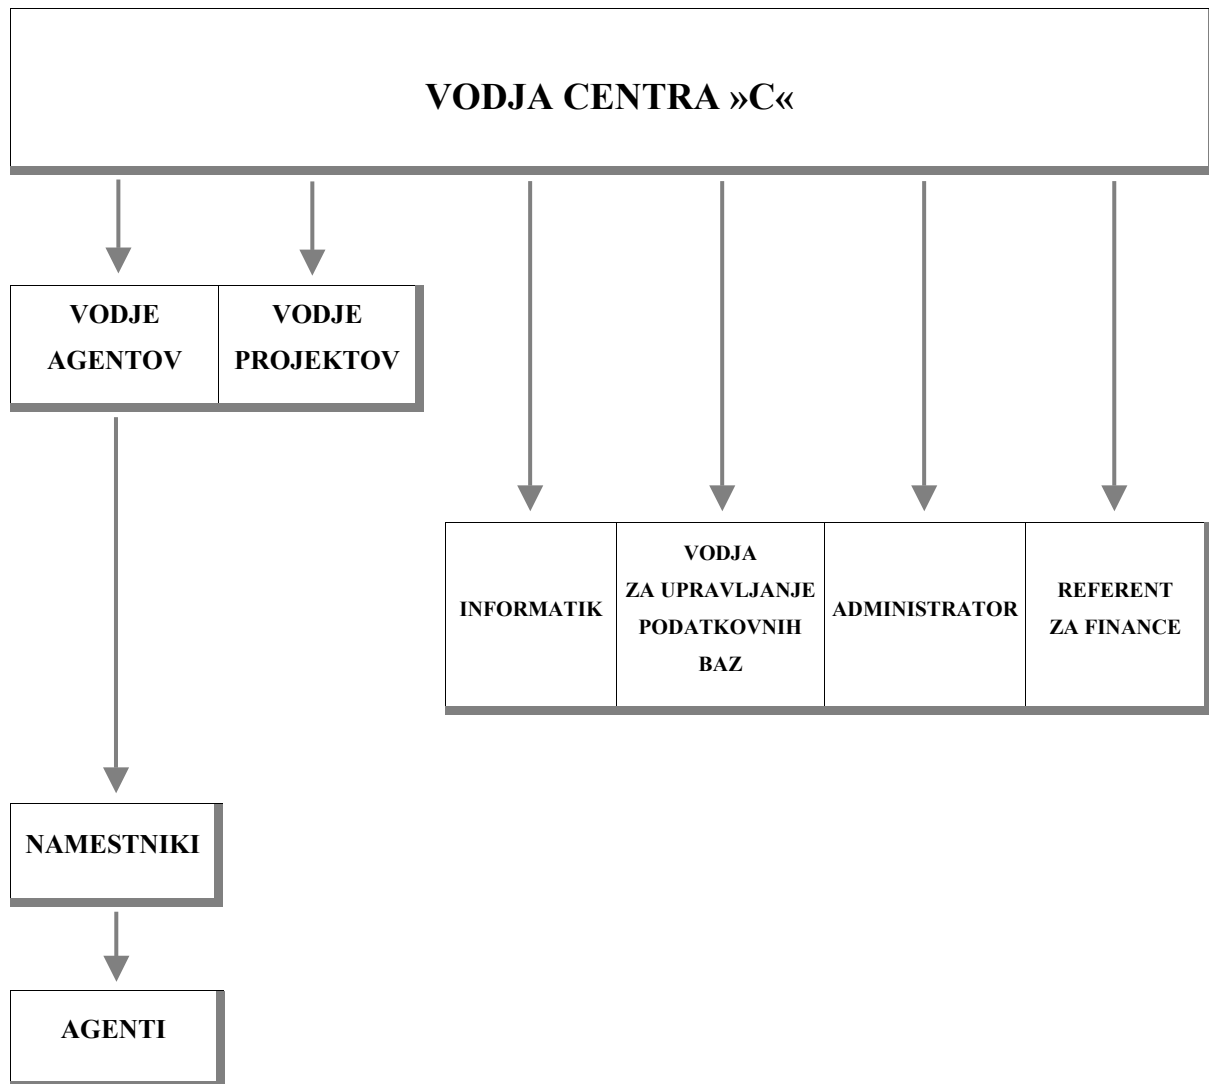 VODJA CENTRA »C«
VODJE
AGENTOV
VODJE
PROJEKTOV
INFORMATIK
VODJA
ZA UPRAVLJANJE
PODATKOVNIH
BAZ
ADMINISTRATOR
REFERENT
ZA FINANCE
NAMESTNIKI
AGENTI